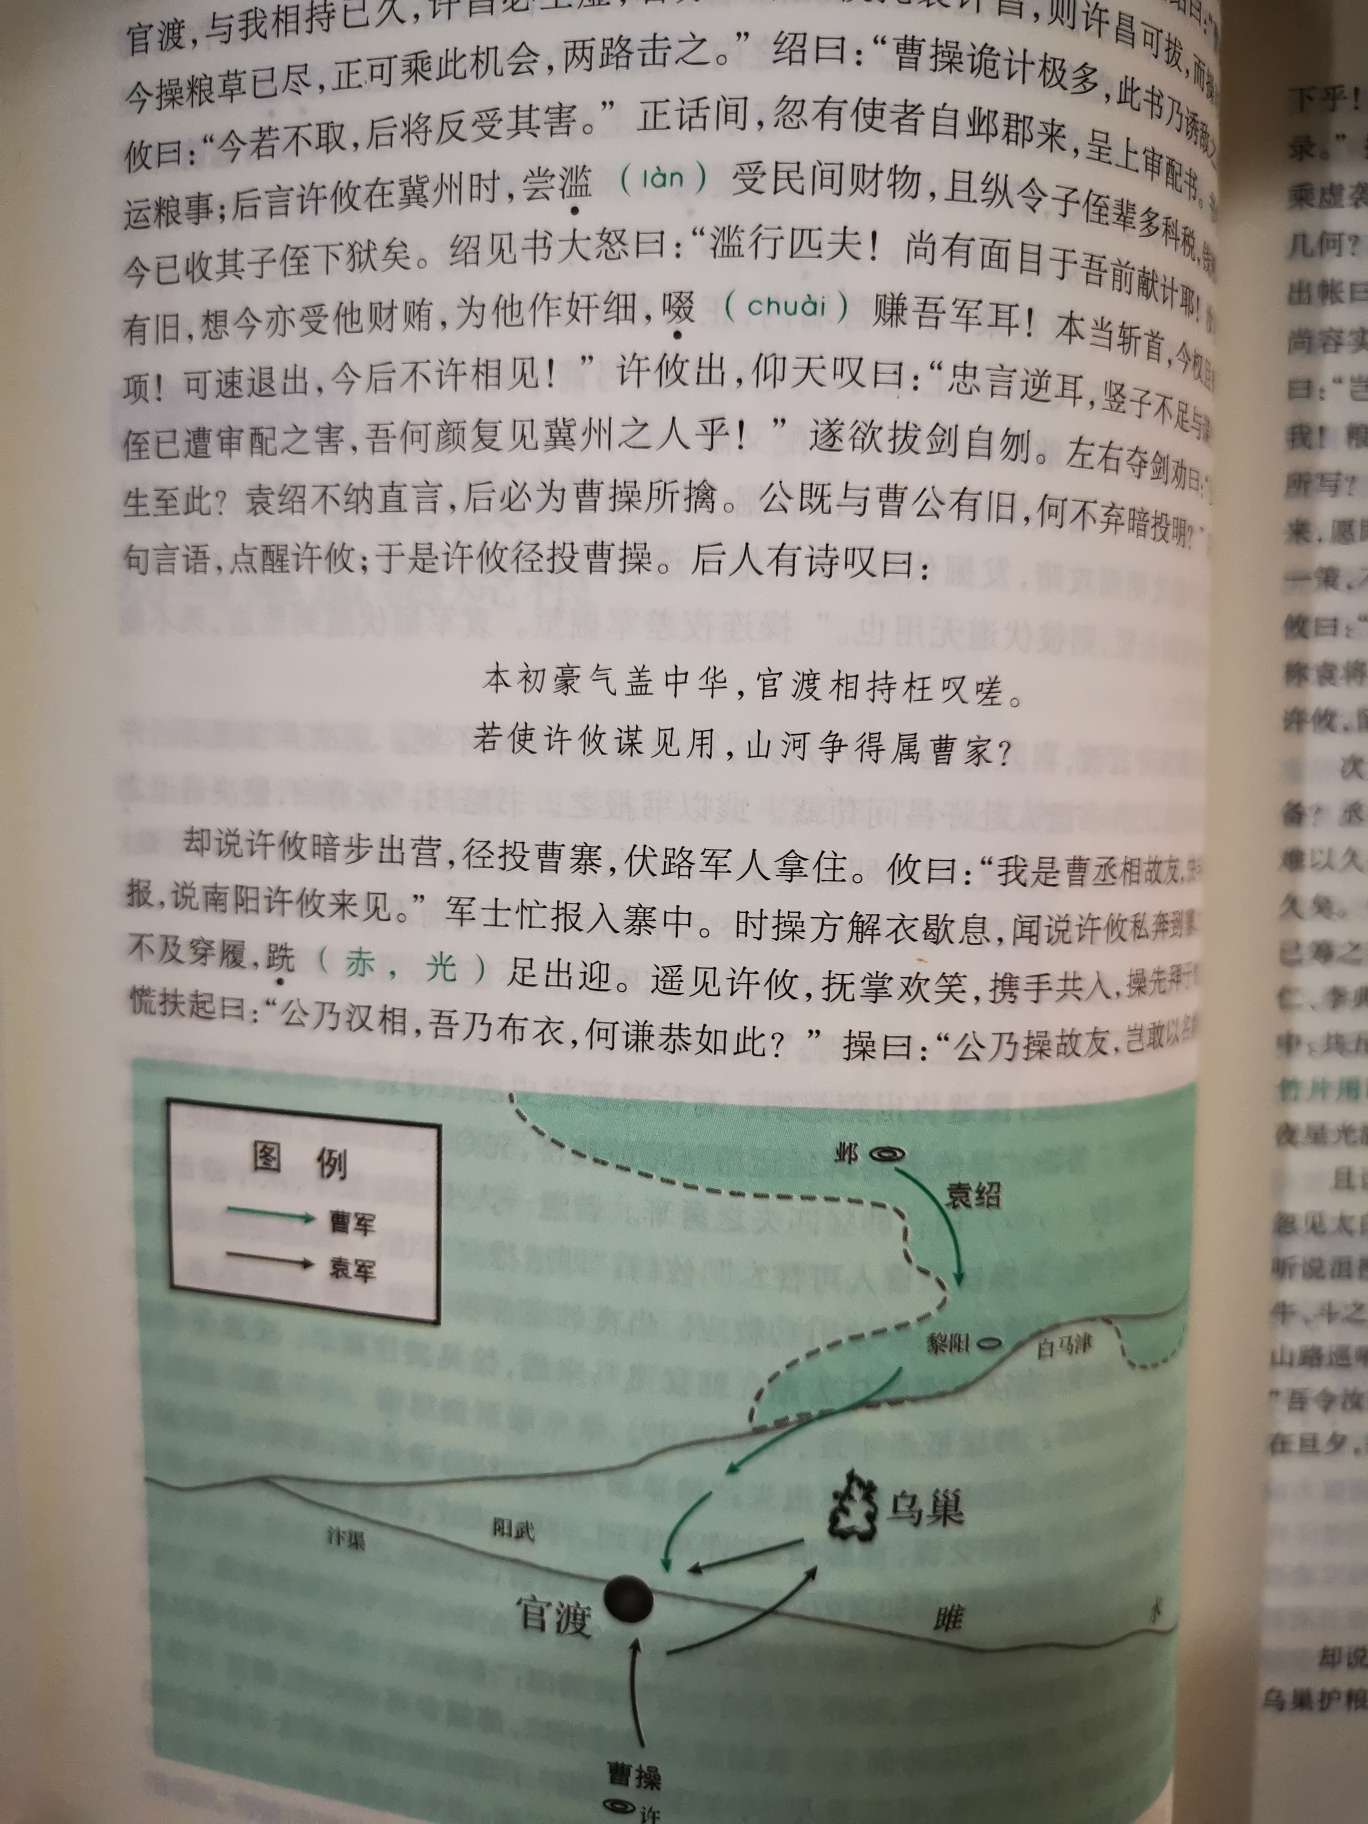 官渡,与我相持已久,许昌必空虚
则许昌可拔,而操
今操粮草已尽,正可乘此机会,两路击之。”绍曰:“曹操诡计极多,此书乃诱敌之
攸曰:“今若不取,后将反受其害。”正话间,忽有使者自邺郡来,呈上审配书。
运粮事;后言许攸在冀州时,尝滥(làn)受民间财物,且纵令子侄辈多科税,
今已收其子侄下狱矣。绍见书大怒曰:“滥行匹夫!尚有面目于吾前献计耶!
有旧,想今亦受他财贿,为他作奸细,啜(chuài)赚吾军耳!本当斩首,今权且
项!可速退出,今后不许相见!”许攸出,仰天叹曰:“忠言逆耳,竖子不足与
侄已遭审配之害,吾何颜复见冀州之人乎!”遂欲拔剑自刎。左右夺剑劝曰:“
生至此?袁绍不纳直言,后必为曹操所擒。公既与曹公有旧,何不弃暗投明?”
句言语,点醒许攸;于是许攸径投曹操。后人有诗叹曰:
本初豪气盖中华,官渡相持枉叹嗟。
若使许攸谋见用,山河争得属曹家?
却说许攸暗步出营,径投曹寨,伏路军人拿住。攸曰:“我是曹丞相故友,
报,说南阳许攸来见。”军士忙报入寨中。时操方解衣歇息,闻说许攸私奔到寨
不及穿履,跣(赤,光)足出迎。遥见许攸,抚掌欢笑,携手共入,操先拜于
慌扶起曰:“公乃汉相,吾乃布衣,何谦恭如此?”操曰:“公乃操故友,岂敢以
图 例
曹军
袁军
邺
袁绍
黎阳
白马津
乌巢
汴渠
阳武
官渡
睢
水
曹操
许
下乎!
录。”
乘虚袭
几何?
出帐曰
尚容实
曰:“岂
我!粮
所写?
来,愿
一策,
攸曰:“
称袁将
许攸,
次
备?丞
难以久
久矣。
已筹之
仁、李典
竹片用
夜星光
且
忽见太白
听说沮授
牛、斗之
山路巡
“吾令汝
在旦夕,
却说
乌巢护粮